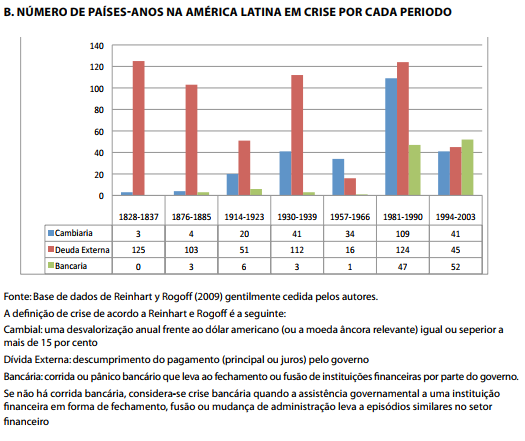 B. NÚMERO DE PAÍSES-ANOS NA AMÉRICA LATINA EM CRISE POR CADA PERIODO
140
120
100
80
60
40
20
0
1828-1837 1876-1885 1914-1923 1930-1939 1957-1966 1981-1990 1994-2003
Cambiaria 3 4 20 41 34 109 41
Deuda Externa 125 103 51 112 16 124 45
Bancaria 0 3 6 3 1 47 52
Fonte: Base de dados de Reinhart y Rogoff (2009) gentilmente cedida pelos autores.
A definição de crise de acordo a Reinhart e Rogoff é a seguinte:
Cambial: uma desvalorização anual frente ao dólar americano (ou a moeda âncora relevante) igual ou seperior a
mais de 15 por cento
Dívida Externa: descumprimento do pagamento (principal ou juros) pelo governo
Bancária: corrida ou pânico bancário que leva ao fechamento ou fusão de instituições financeiras por parte do governo.
Se não há corrida bancária, considera-se crise bancária quando a assistência governamental a uma instituição
financeira em forma de fechamento, fusão ou mudança de administração leva a episódios similares no setor
financeiro